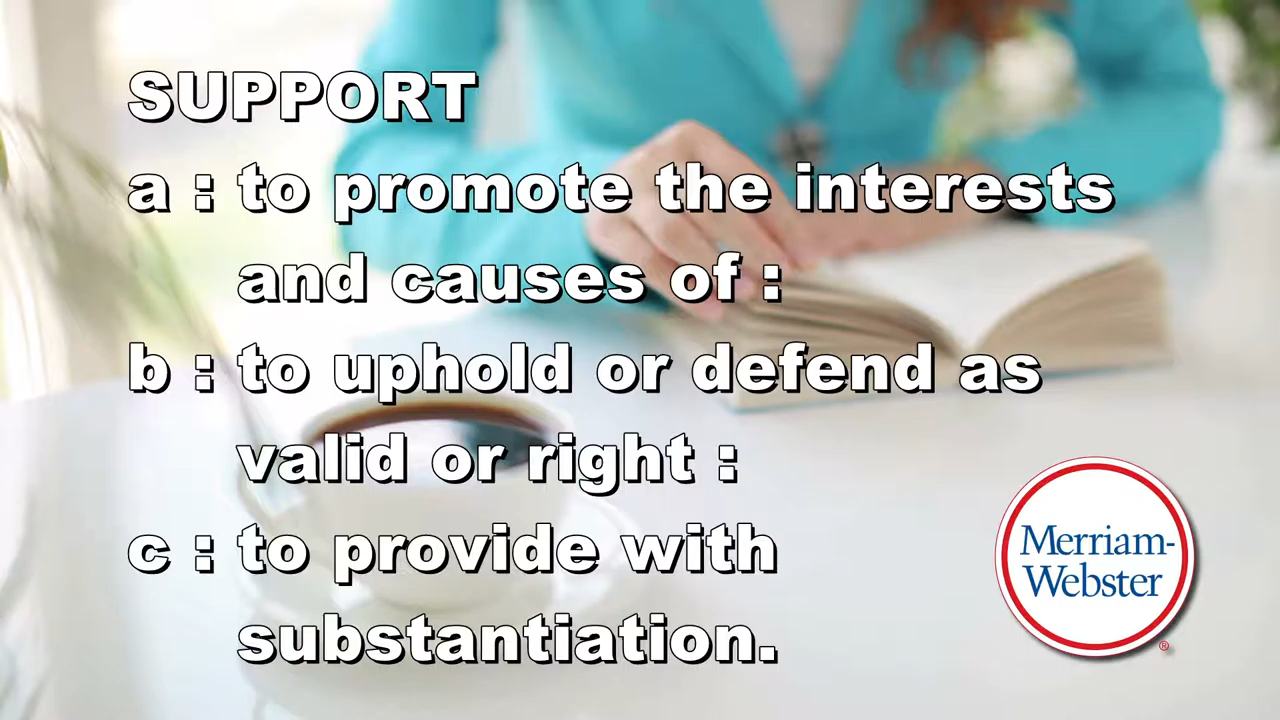 SUPPORT
a : to promote the interests
and causes of :
b : to uphold or defend as
valid or right :
c : to provide with
substantiation.
Merriam-
Webster
®